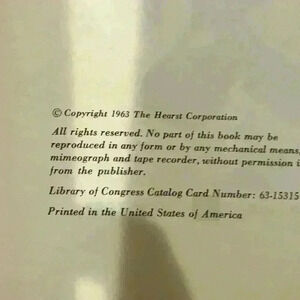 © Copyright 1963 The Hearst Corporation
All rights reserved. No part of this book may be
reproduced in any form or by any mechanical means,
mimeograph and tape recorder, without permission i
from the publisher.
Library of Congress Catalog Card Number: 63-15315
Printed in the United States of America